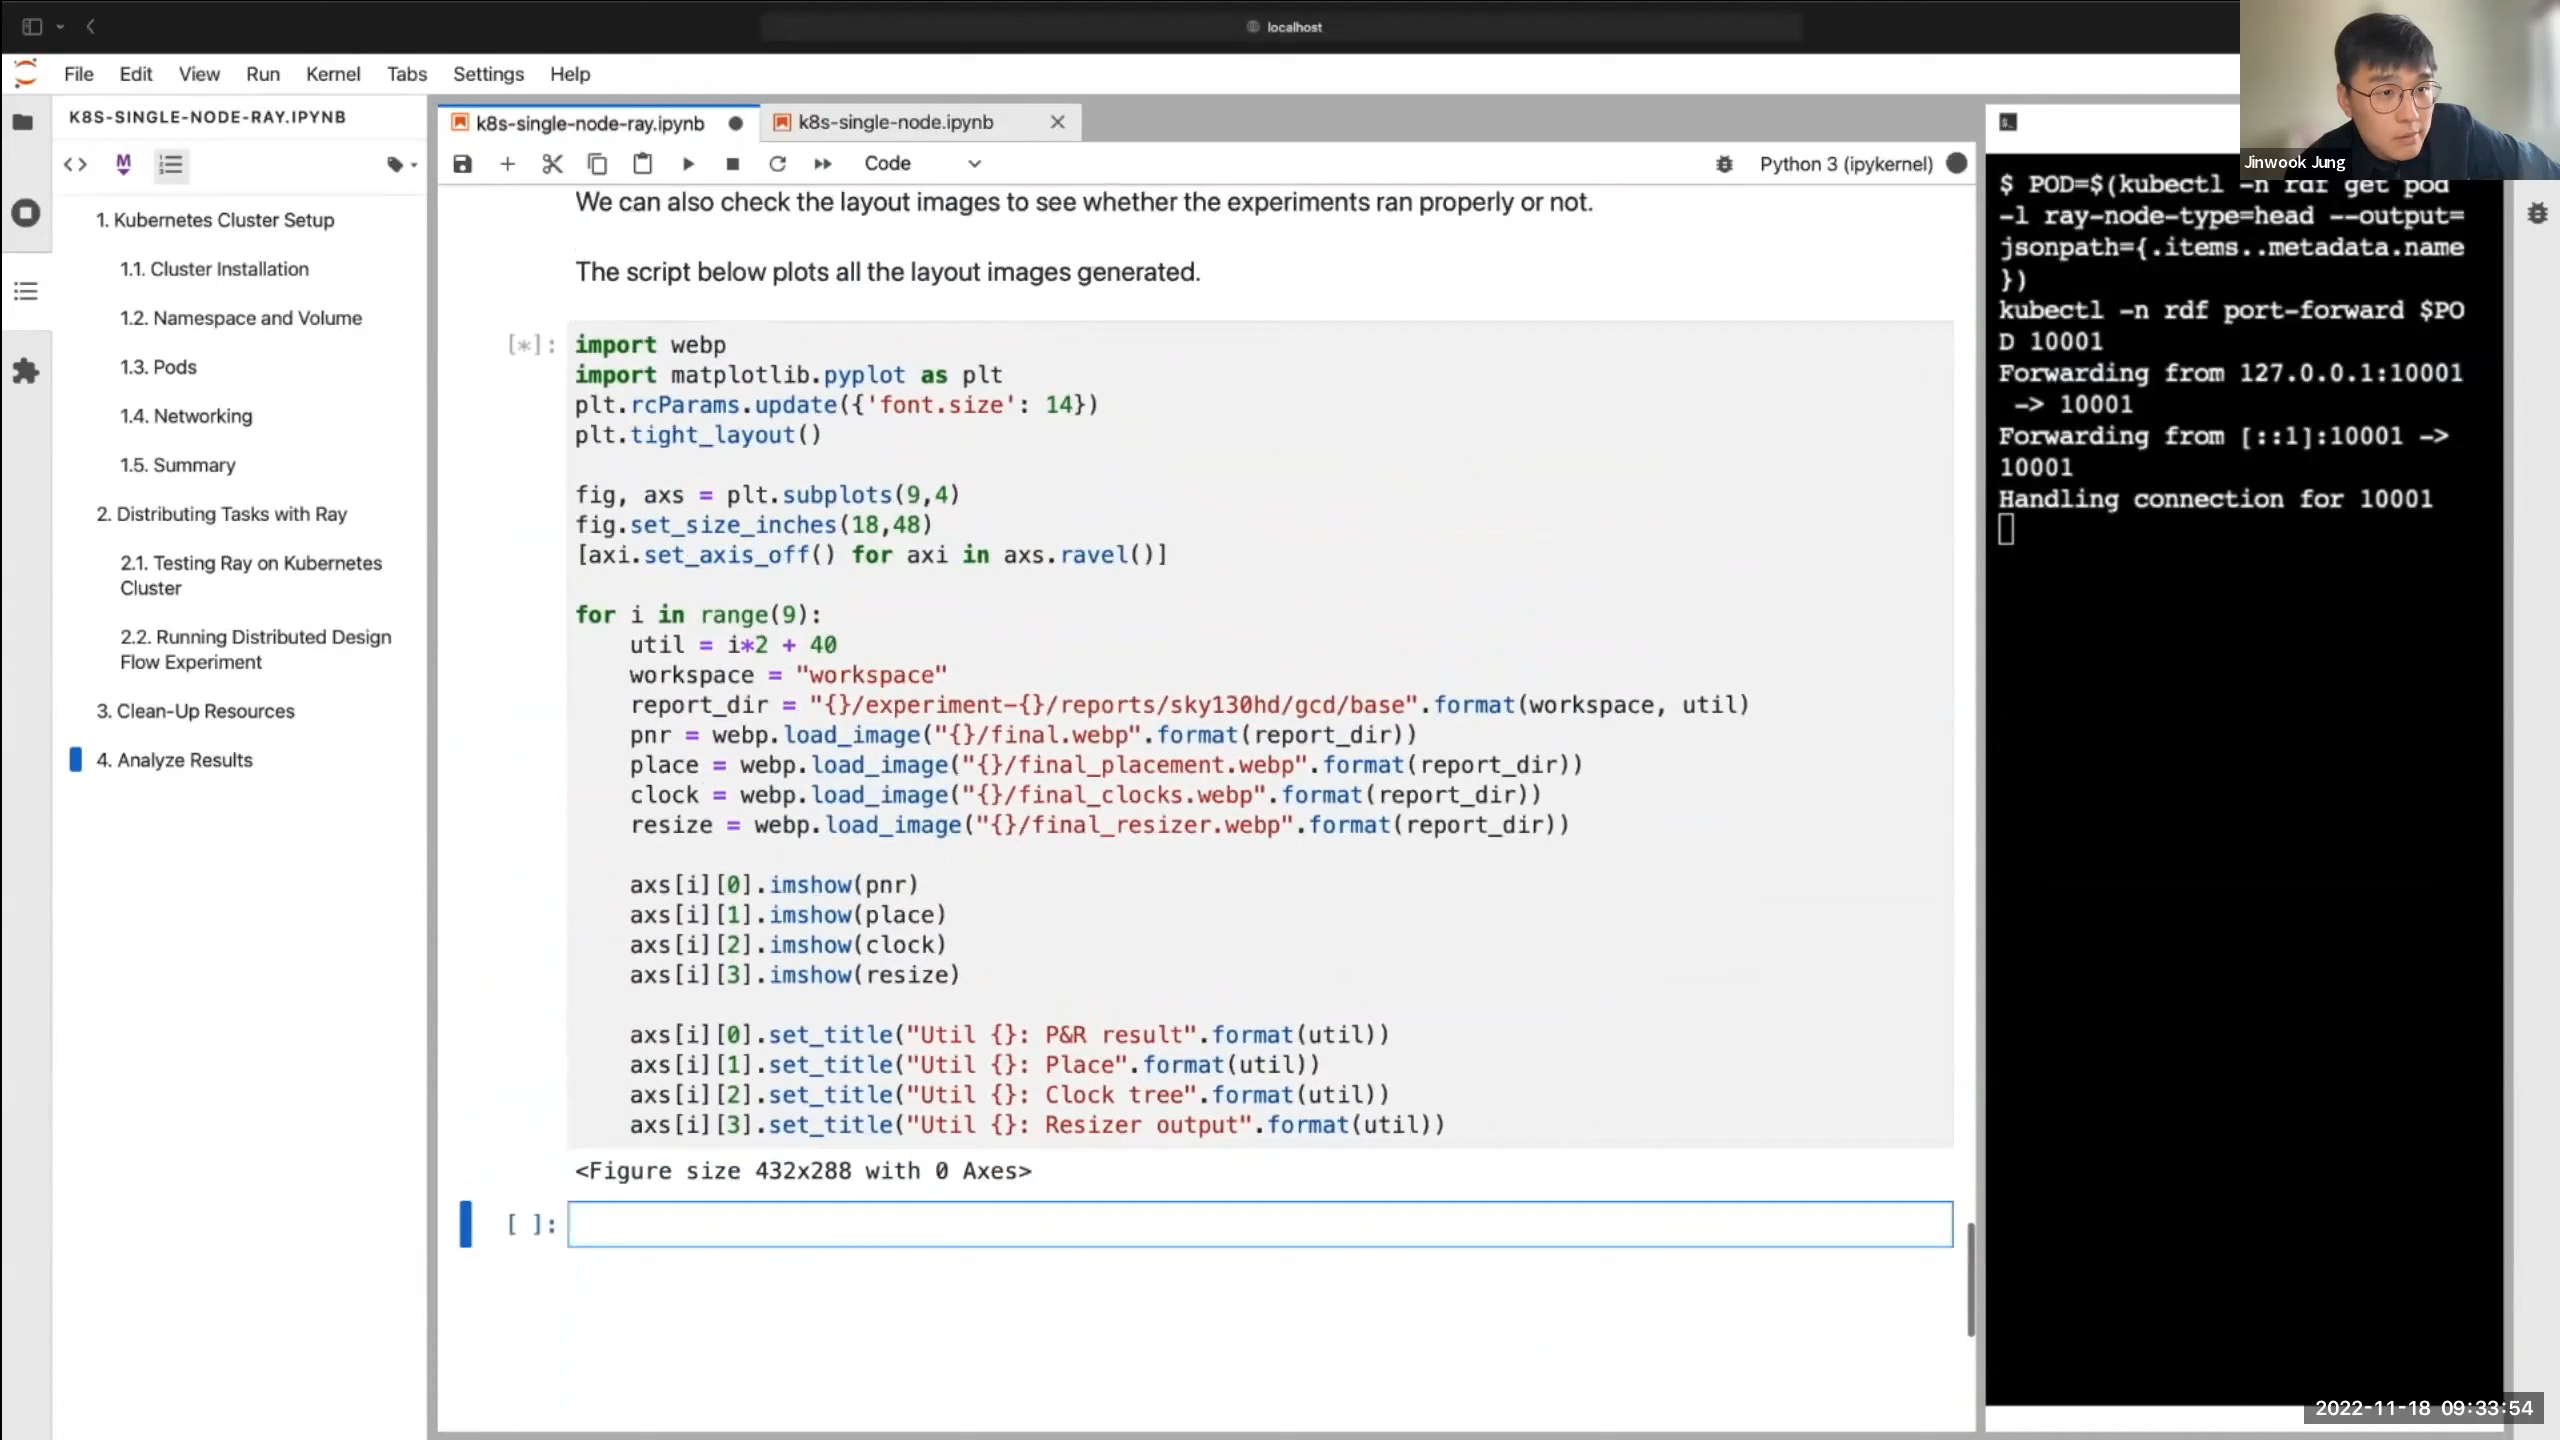 localhost
File Edit View Run Kernel Tabs Settings Help
K8S-SINGLE-NODE-RAY.IPYNB
1. Kubernetes Cluster Setup
1.1. Cluster Installation
1.2. Namespace and Volume
1.3. Pods
1.4. Networking
1.5. Summary
2. Distributing Tasks with Ray
2.1. Testing Ray on Kubernetes
Cluster
2.2. Running Distributed Design
Flow Experiment
3. Clean-Up Resources
4. Analyze Results
k8s-single-node-ray.ipynb
k8s-single-node.ipynb
Code
Python 3 (ipykernel)
We can also check the layout images to see whether the experiments ran properly or not.
The script below plots all the layout images generated.
[*]:
import webp
import matplotlib.pyplot as plt
plt.rcParams.update({'font.size': 14})
plt.tight_layout()
fig, axs = plt.subplots(9,4)
fig.set_size_inches(18,48)
[axi.set_axis_off() for axi in axs.ravel()]
for i in range(9):
    util = i*2 + 40
    workspace = "workspace"
    report_dir = "{}/experiment-{}/reports/sky130hd/gcd/base".format(workspace, util)
    pnr = webp.load_image("{}/final.webp".format(report_dir))
    place = webp.load_image("{}/final_placement.webp".format(report_dir))
    clock = webp.load_image("{}/final_clocks.webp".format(report_dir))
    resize = webp.load_image("{}/final_resizer.webp".format(report_dir))
    axs[i][0].imshow(pnr)
    axs[i][1].imshow(place)
    axs[i][2].imshow(clock)
    axs[i][3].imshow(resize)
    axs[i][0].set_title("Util {}: P&R result".format(util))
    axs[i][1].set_title("Util {}: Place".format(util))
    axs[i][2].set_title("Util {}: Clock tree".format(util))
    axs[i][3].set_title("Util {}: Resizer output".format(util))
<Figure size 432x288 with 0 Axes>
[ ]:
Jinwook Jung
$ POD=$(kubectl -n rdf get pod
-l ray-node-type=head --output=
jsonpath={.items..metadata.name
})
kubectl -n rdf port-forward $PO
D 10001
Forwarding from 127.0.0.1:10001
 -> 10001
Forwarding from [::1]:10001 ->
10001
Handling connection for 10001
2022-11-18 09:33:54